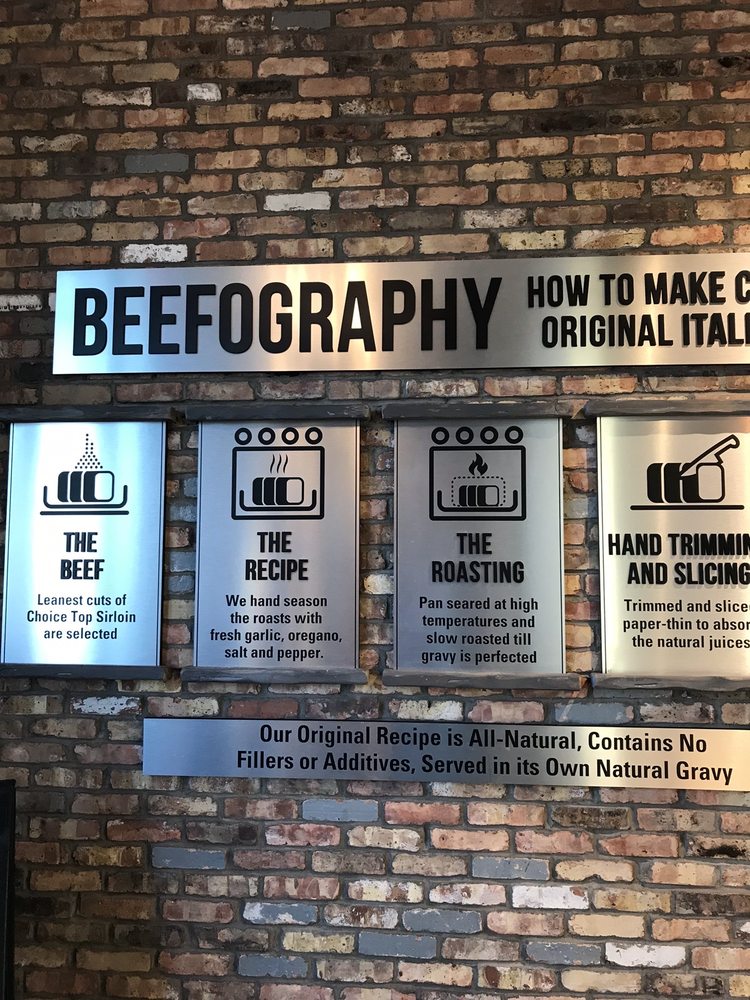 BEEFOGRAPHY
HOW TO MAKE C
ORIGINAL ITALI
THE
BEEF
Leanest cuts of
Choice Top Sirloin
are selected
THE
RECIPE
We hand season
the roasts with
fresh garlic, oregano,
salt and pepper.
THE
ROASTING
Pan seared at high
temperatures and
slow roasted till
gravy is perfected
HAND TRIMMIN
AND SLICING
Trimmed and slice
paper-thin to absor
the natural juices
Our Original Recipe is All-Natural, Contains No
Fillers or Additives, Served in its Own Natural Gravy